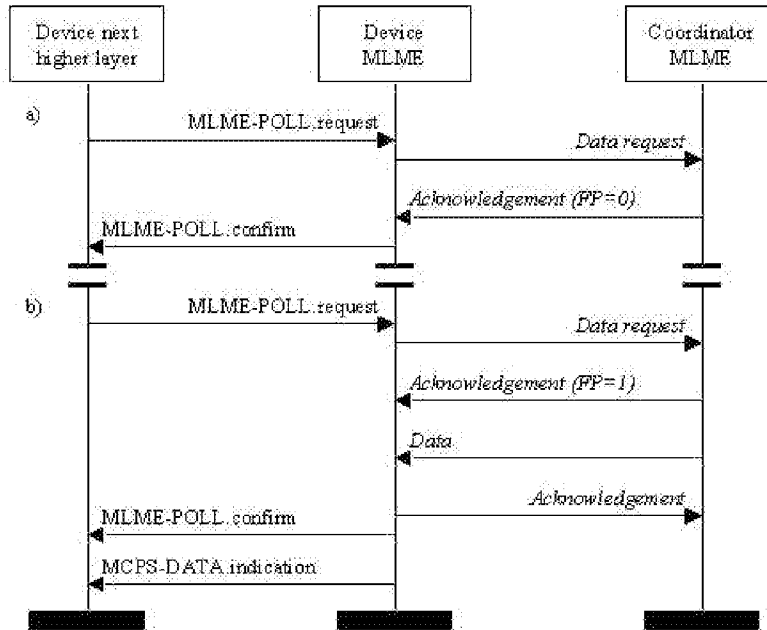 Device next
higher layer
Device
MLME
Coordinator
MLME
a)
MLME-POLL.request
Data request
Acknowledgement (FP=0)
MLME-POLL.confirm
b)
MLME-POLL.request
Data request
Acknowledgement (FP=1)
Data
Acknowledgement
MLME-POLL.confirm
MCPS-DATA.indication